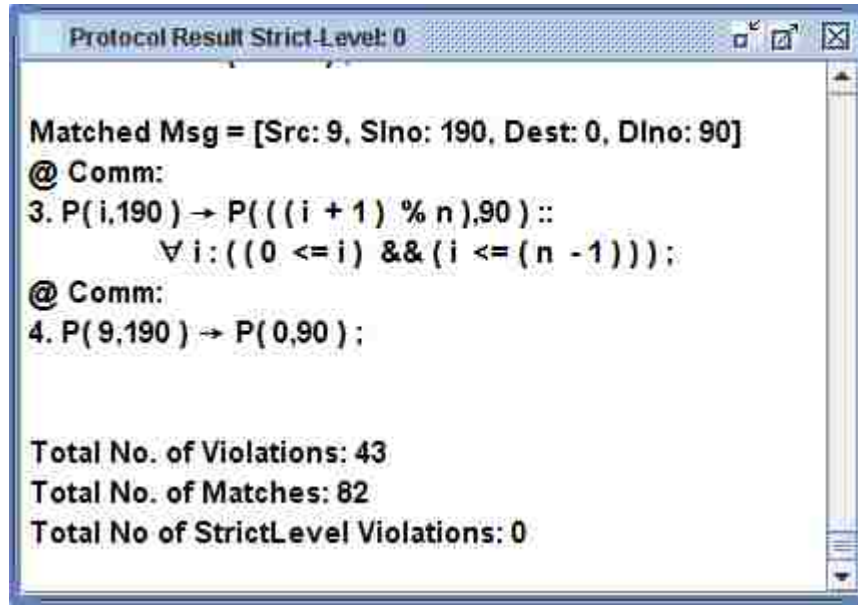 Protocol Result Strict-Level: 0
Matched Msg = [Src: 9, Slno: 190, Dest: 0, Dlno: 90]
@ Comm:
3. P( i,190 ) → P( ( ( i + 1 ) % n ),90 ) ::
∀ i : ( ( 0 <= i ) && ( i <= ( n - 1 ) ) ) ;
@ Comm:
4. P( 9,190 ) → P( 0,90 ) ;
Total No. of Violations: 43
Total No. of Matches: 82
Total No of StrictLevel Violations: 0